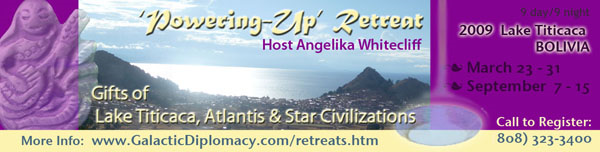 'Powering-Up' Retreat
Host Angelika Whitecliff
Gifts of
Lake Titicaca, Atlantis & Star Civilizations
9 day/9 night
2009 Lake Titicaca
BOLIVIA
March 23 - 31
September 7 - 15
Call to Register:
808) 323-3400
More Info: www.GalacticDiplomacy.com/retreats.htm